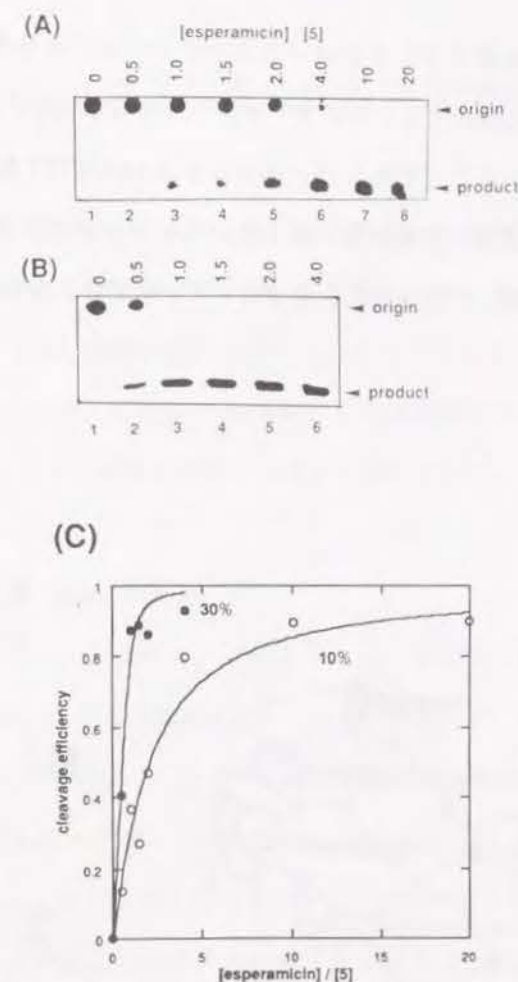 (A)
[esperamicin] [5]
0 0.5 1.0 1.5 2.0 4.0 10 20
origin
product
1 2 3 4 5 6 7 8
(B)
0 0.5 1.0 1.5 2.0 4.0
origin
product
1 2 3 4 5 6
(C)
1
30%
0.8
10%
0.6
0.4
0.2
0
0 5 10 15 20
cleavage efficiency
[esperamicin] / [5]